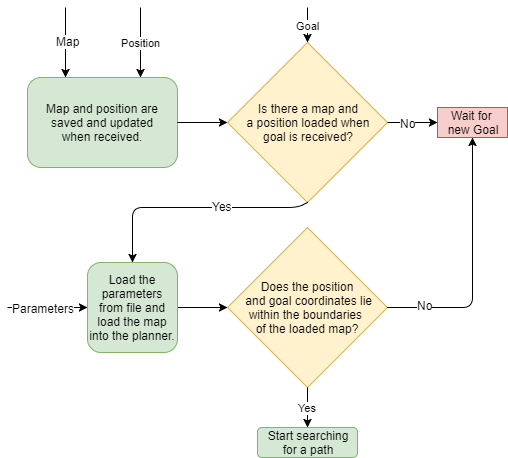 Map
Position
Goal
Map and position are
saved and updated
when received.
Is there a map and
a position loaded when
goal is received?
No
Wait for
new Goal
Yes
Parameters
Load the
parameters
from file and
load the map
into the planner.
Does the position
and goal coordinates lie
within the boundaries
of the loaded map?
No
Yes
Start searching
for a path